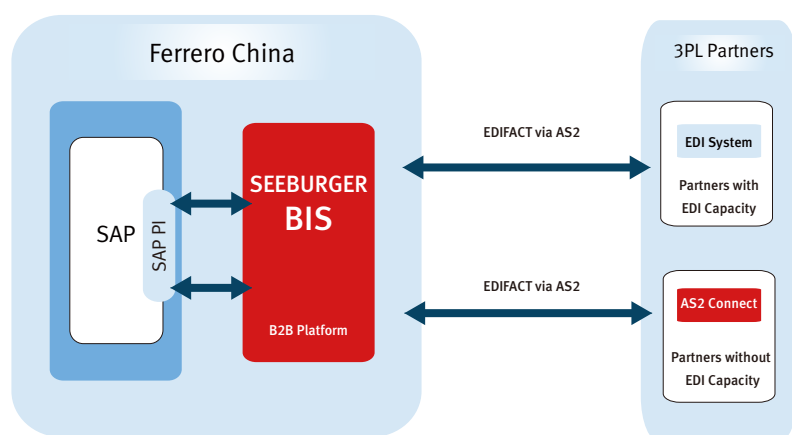 Ferrero China
SAP
SAP PI
SEEBURGER
BIS
B2B Platform
EDIFACT via AS2
EDIFACT via AS2
3PL Partners
EDI System
Partners with
EDI Capacity
AS2 Connect
Partners without
EDI Capacity